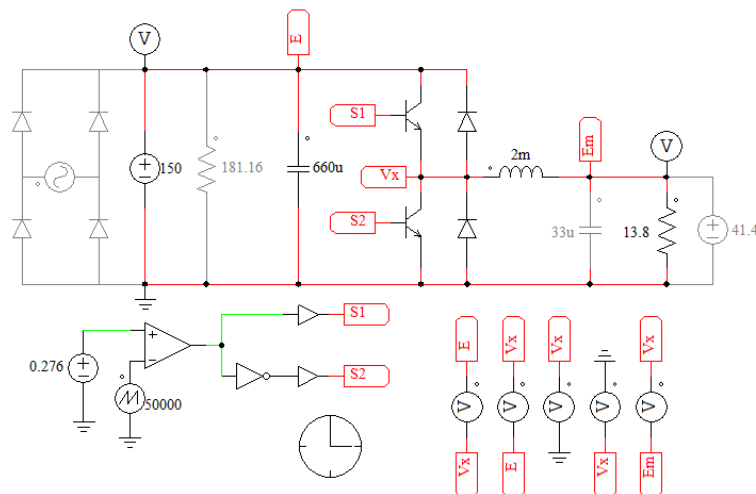 V
E
S1
Em
V
150
181.16
660u
Vx
2m
S2
33u
13.8
41.4
S1
0.276
50000
S2
E
Vx
Vx
Vx
V
V
V
V
V
Vx
E
Vx
Em